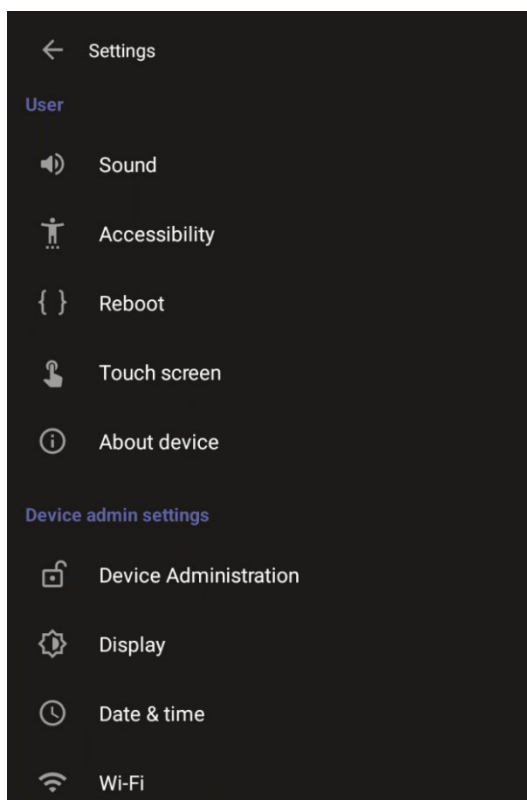 Settings
User
Sound
Accessibility
Reboot
Touch screen
About device
Device admin settings
Device Administration
Display
Date & time
Wi-Fi